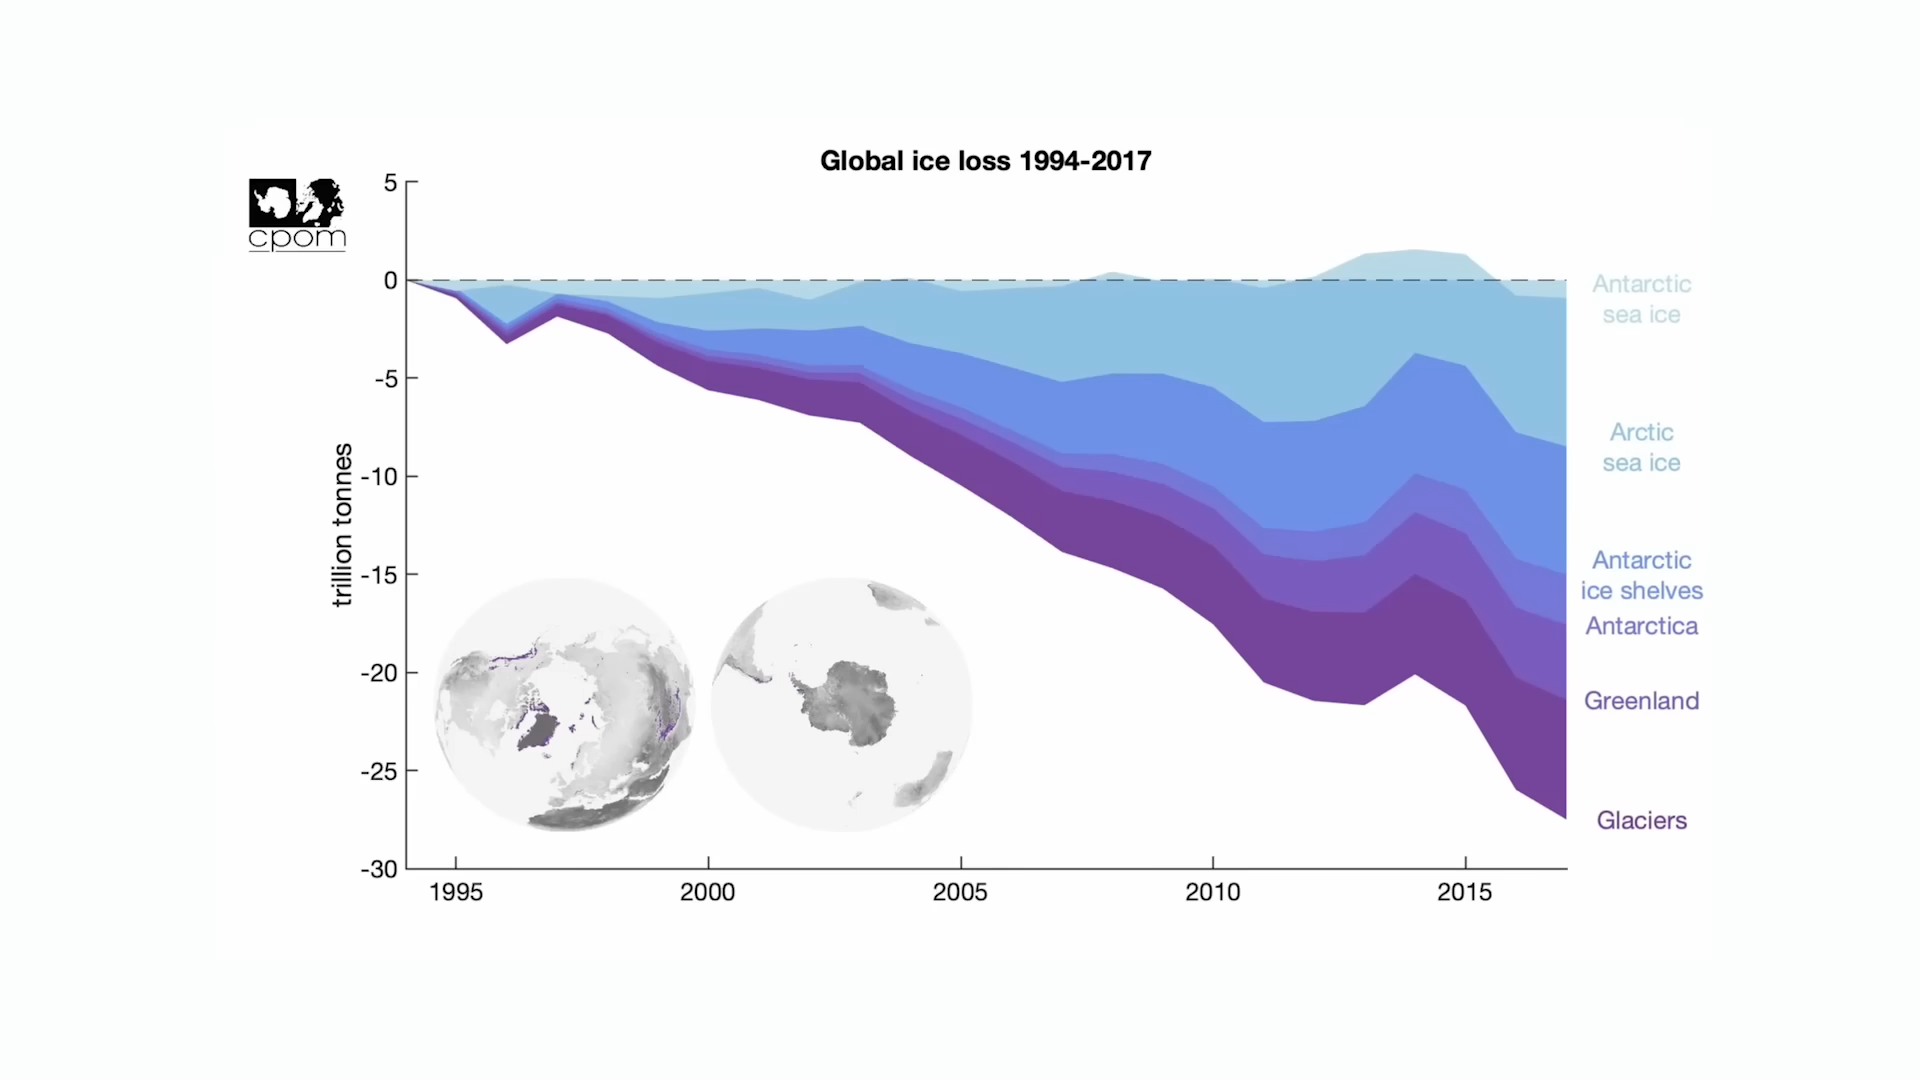 Global ice loss 1994-2017
cpom
5
0
-5
-10
-15
-20
-25
-30
trillion tonnes
1995
2000
2005
2010
2015
Antarctic
sea ice
Arctic
sea ice
Antarctic
ice shelves
Antarctica
Greenland
Glaciers